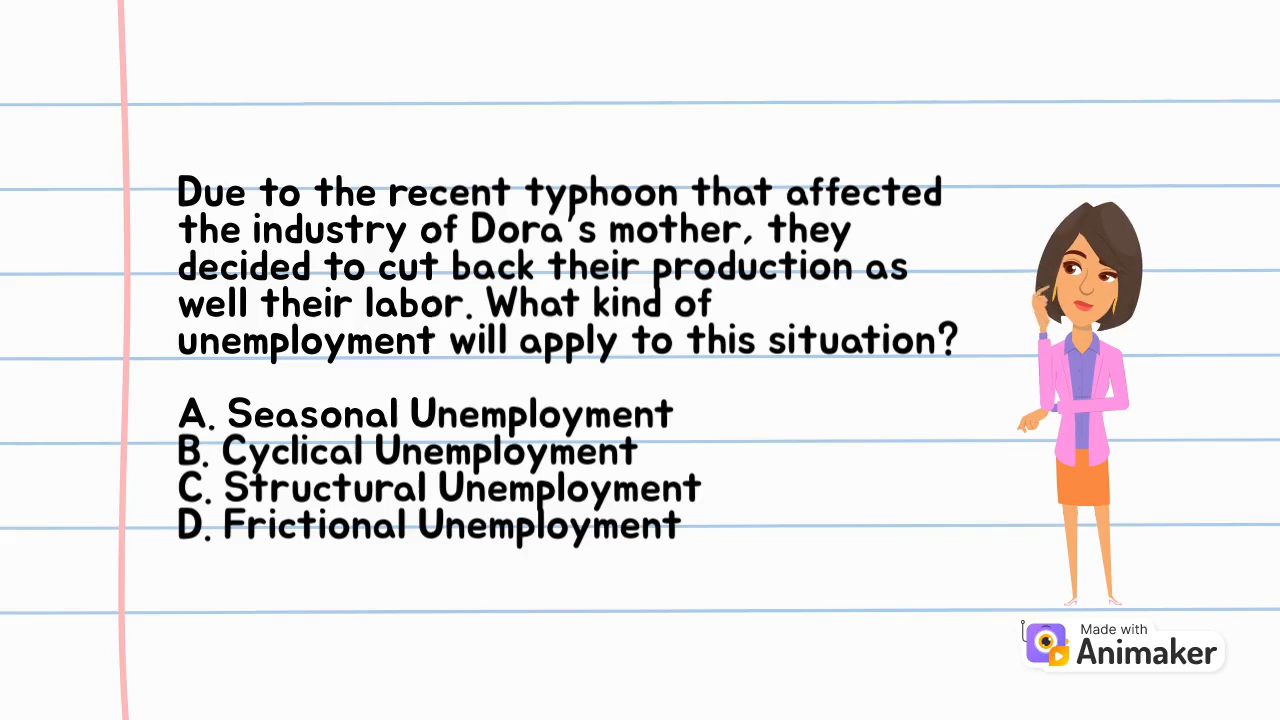 Due to the recent typhoon that affected
the industry of Dora's mother, they
decided to cut back their production as
well their labor. What kind of
unemployment will apply to this situation?
A. Seasonal Unemployment
B. Cyclical Unemployment
C. Structural Unemployment
D. Frictional Unemployment
Made with
Animaker